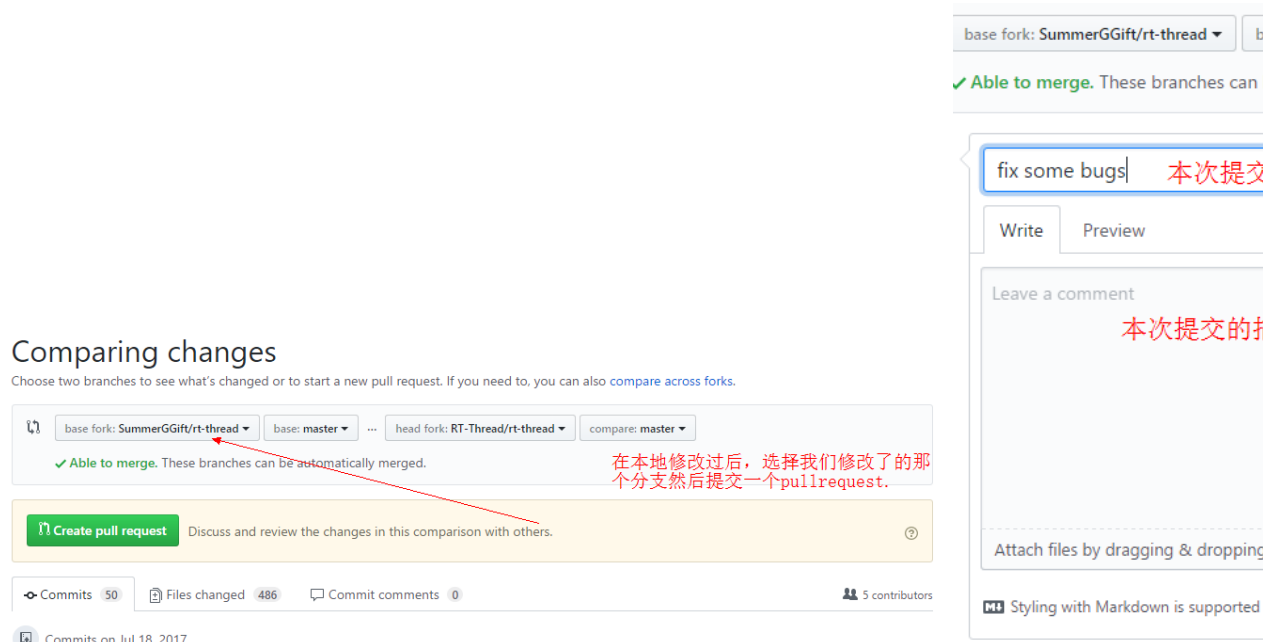 Comparing changes
Choose two branches to see what's changed or to start a new pull request. If you need to, you can also compare across forks.
base fork: SummerGGift/rt-thread
base: master
...
head fork: RT-Thread/rt-thread
compare: master
Able to merge. These branches can be automatically merged.
在本地修改过后，选择我们修改了的那
个分支然后提交一个pullrequest.
Create pull request
Discuss and review the changes in this comparison with others.
Commits 50
Files changed 486
Commit comments 0
5 contributors
Commits on Jul 18, 2017
base fork: SummerGGift/rt-thread
Able to merge. These branches can
fix some bugs
本次提交
Write
Preview
Leave a comment
本次提交的
Attach files by dragging & dropping
Styling with Markdown is supported